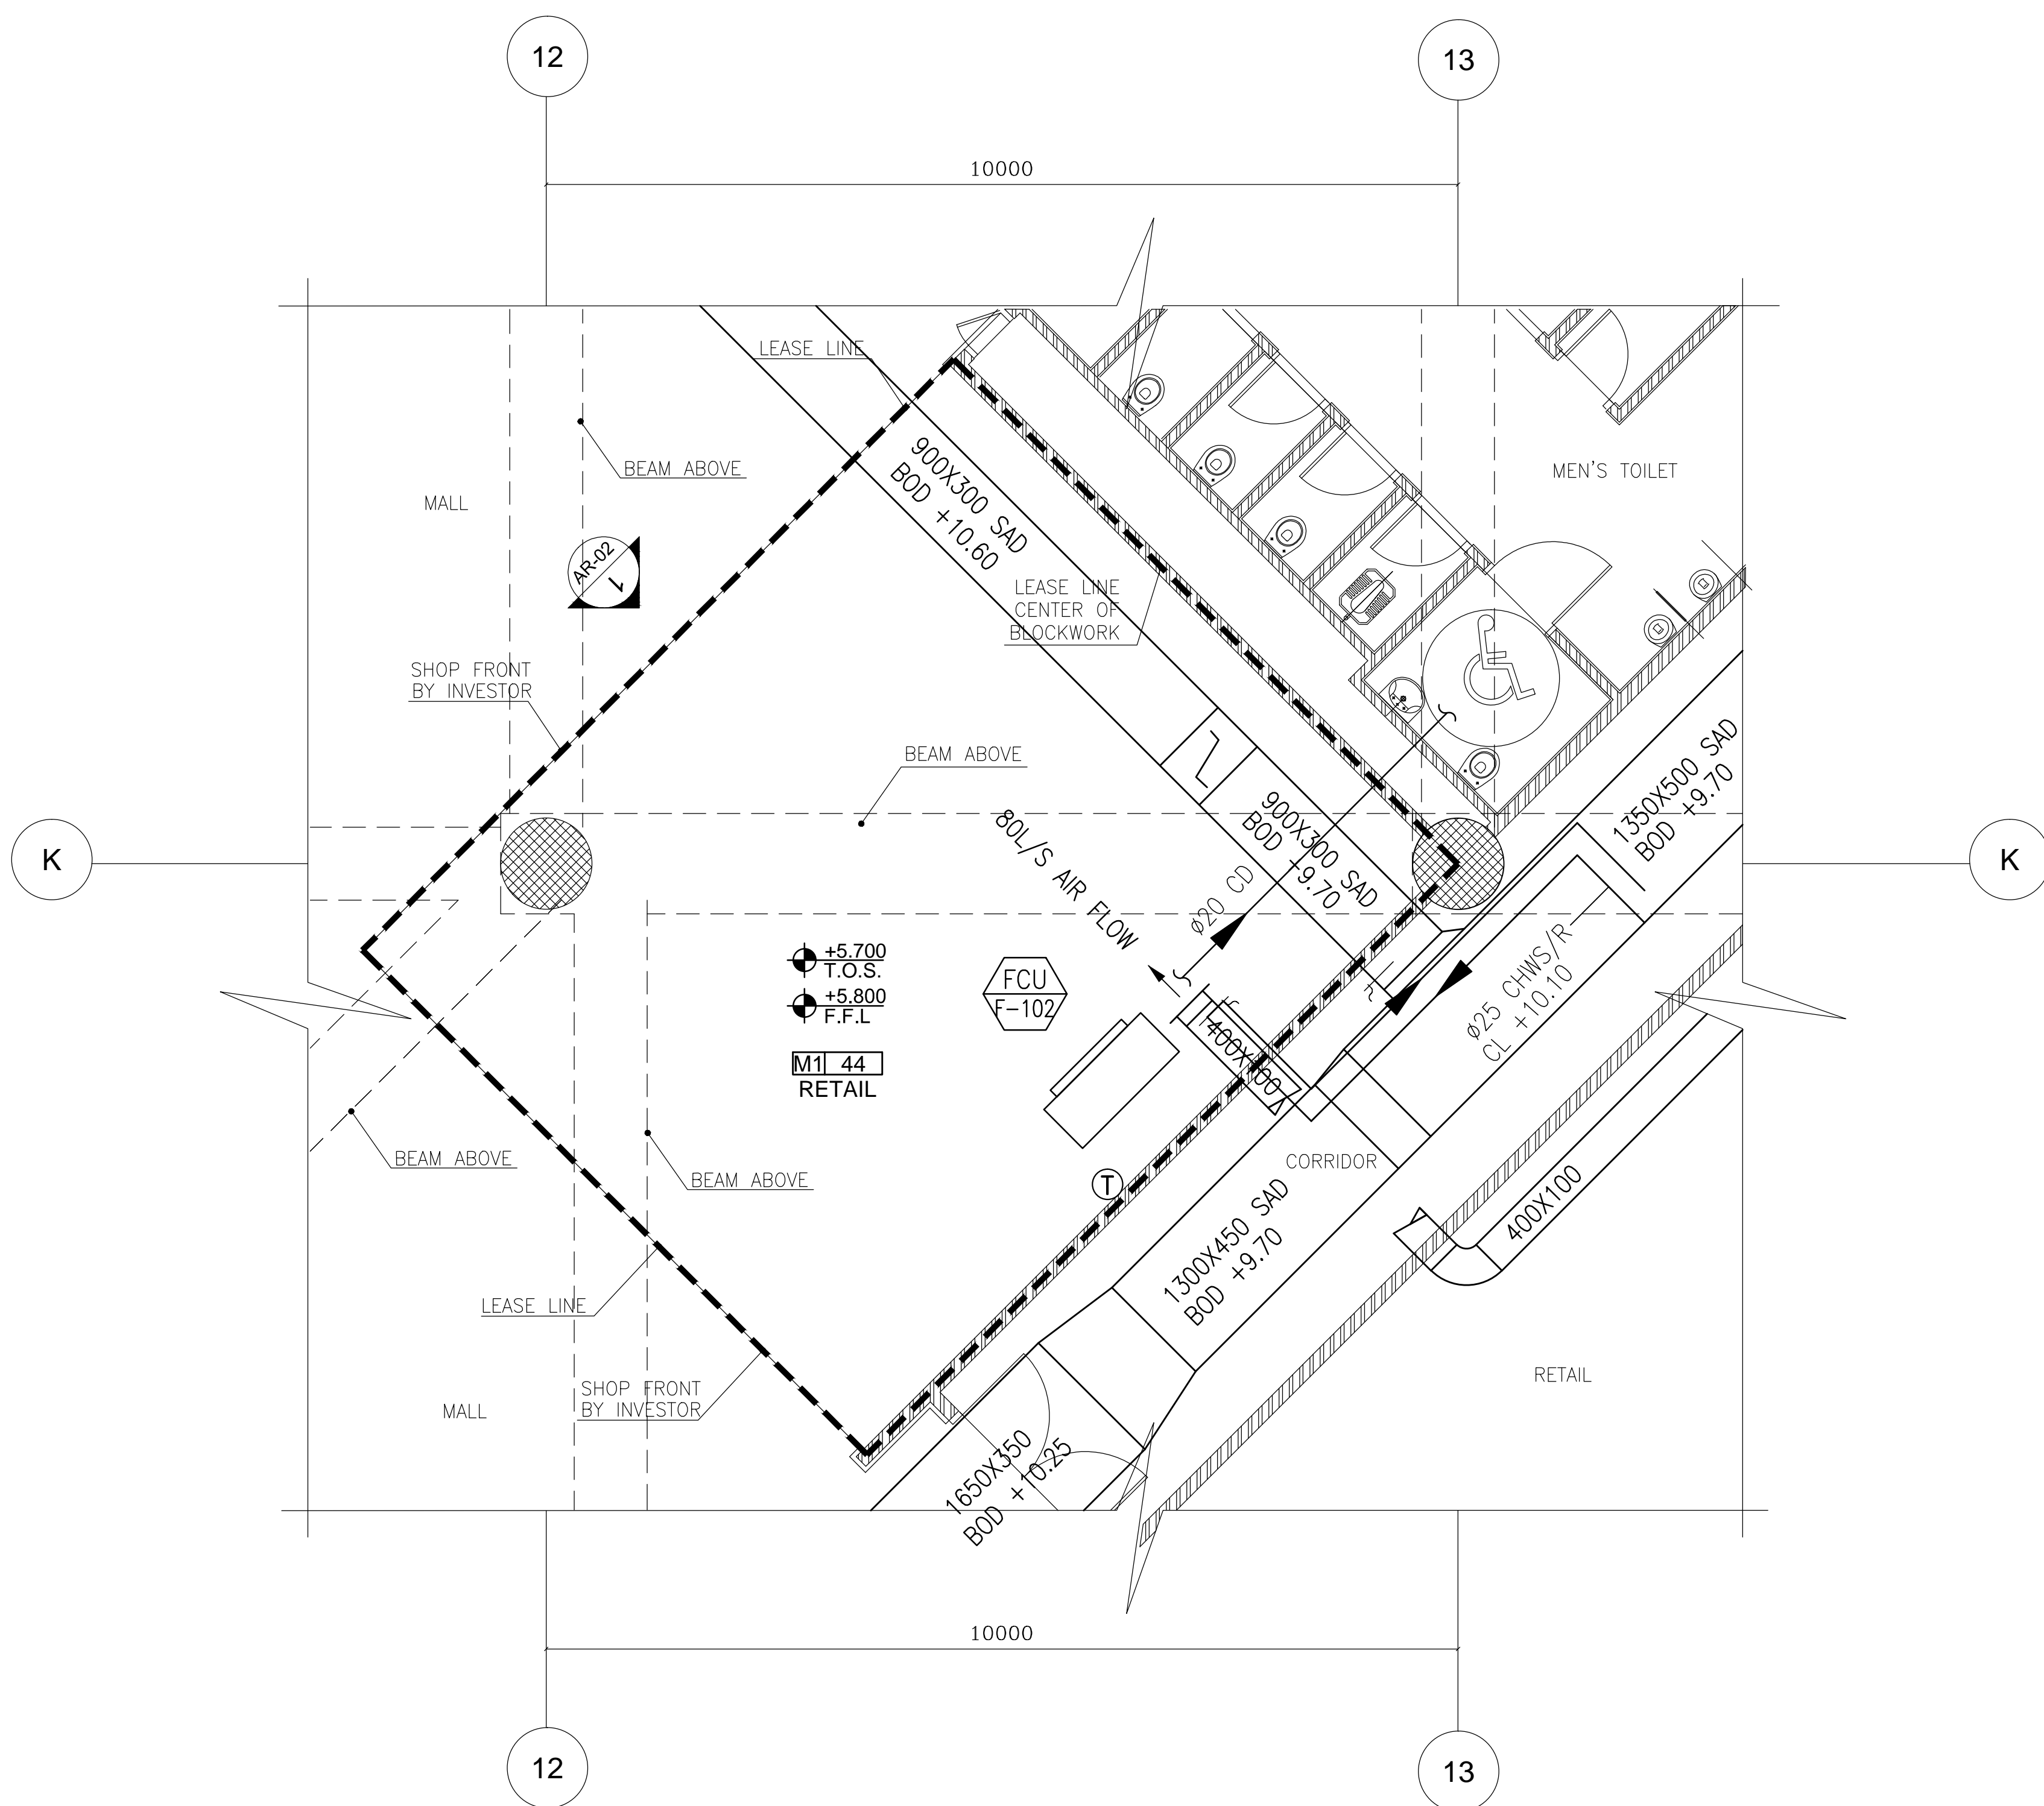 12
13
10000
LEASE LINE
BEAM ABOVE
MALL
MEN'S TOILET
900X300 SAD
BOD +10.60
AR-02
1
LEASE LINE
CENTER OF
BLOCKWORK
SHOP FRONT
BY INVESTOR
BEAM ABOVE
1350X500 SAD
BOD +9.70
900X300 SAD
BOD +9.70
80L/S AIR FLOW
ø20 CD
K
K
+5.700
T.O.S.
+5.800
F.F.L
FCU
F-102
ø25 CHWS/R
CL +10.10
M1 44
RETAIL
400X100
BEAM ABOVE
BEAM ABOVE
T
CORRIDOR
1300X450 SAD
BOD +9.70
400X100
LEASE LINE
SHOP FRONT
BY INVESTOR
MALL
RETAIL
1650X350
BOD +10.25
10000
12
13